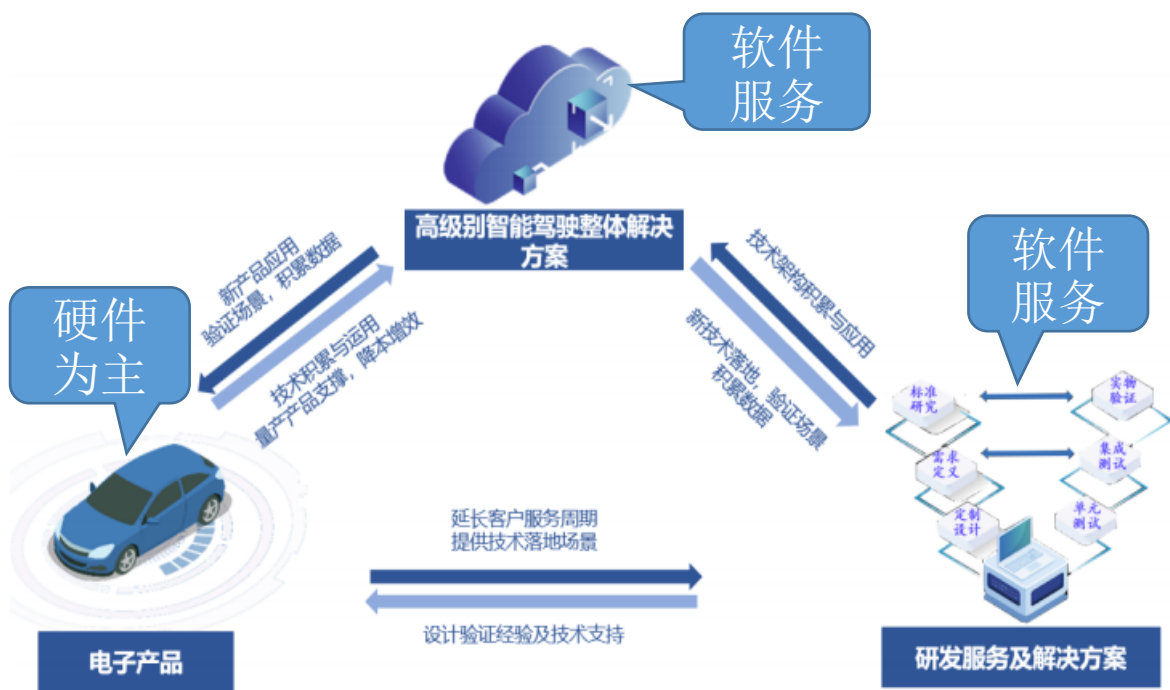 软件
服务
高级别智能驾驶整体解决
方案
新产品应用
验证场景，积累数据
技术积累与运用
量产产品支撑，降本增效
技术架构积累与应用
新技术落地，验证场景
积累数据
硬件
为主
软件
服务
标准
研究
实物
验证
需求
定义
集成
测试
定制
设计
单元
测试
延长客户服务周期
提供技术落地场景
设计验证经验及技术支持
电子产品
研发服务及解决方案